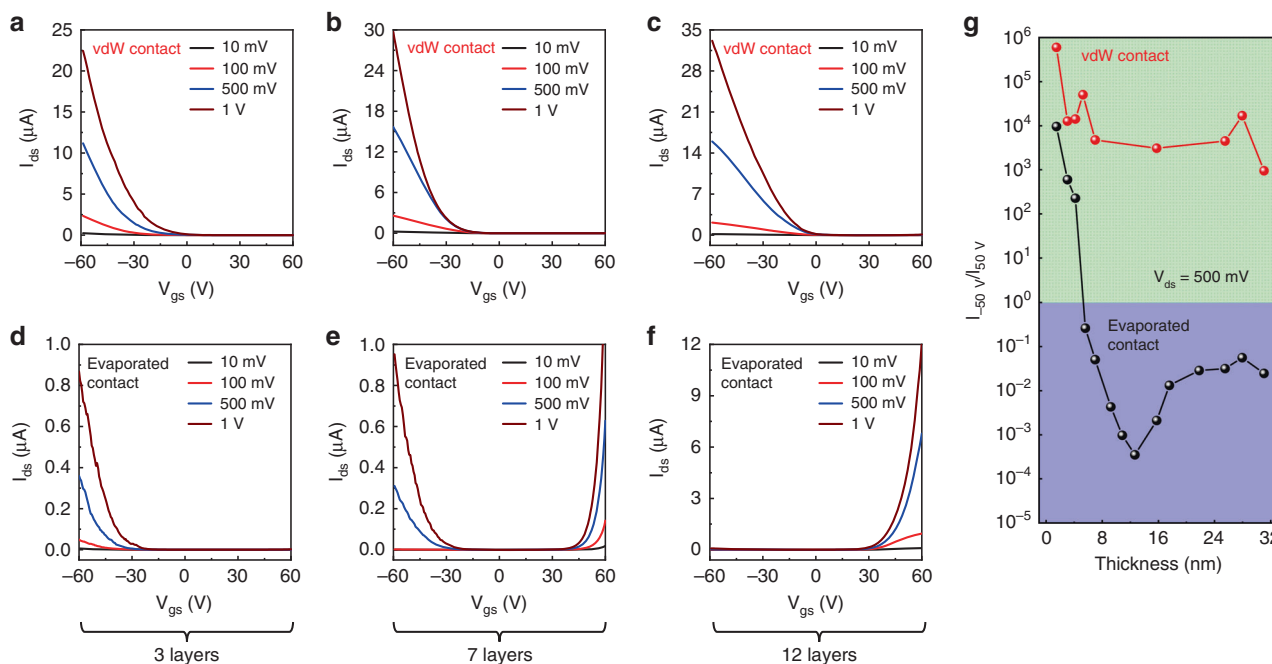 a
vdW contact
10 mV
100 mV
500 mV
1 V
25
20
15
10
5
0
I_ds (μA)
−60 −30 0 30 60
V_gs (V)
b
vdW contact
10 mV
100 mV
500 mV
1 V
30
24
18
12
6
0
I_ds (μA)
−60 −30 0 30 60
V_gs (V)
c
vdW contact
10 mV
100 mV
500 mV
1 V
35
28
21
14
7
0
I_ds (μA)
−60 −30 0 30 60
V_gs (V)
d
Evaporated
contact
10 mV
100 mV
500 mV
1 V
1.0
0.8
0.6
0.4
0.2
0.0
I_ds (μA)
−60 −30 0 30 60
V_gs (V)
3 layers
e
Evaporated
contact
10 mV
100 mV
500 mV
1 V
1.0
0.8
0.6
0.4
0.2
0.0
I_ds (μA)
−60 −30 0 30 60
V_gs (V)
7 layers
f
Evaporated
contact
10 mV
100 mV
500 mV
1 V
12
9
6
3
0
I_ds (μA)
−60 −30 0 30 60
V_gs (V)
12 layers
g
vdW contact
V_ds = 500 mV
Evaporated
contact
10^6
10^5
10^4
10^3
10^2
10^1
10^0
10^−1
10^−2
10^−3
10^−4
10^−5
I_−50 V/I_50 V
0 8 16 24 32
Thickness (nm)